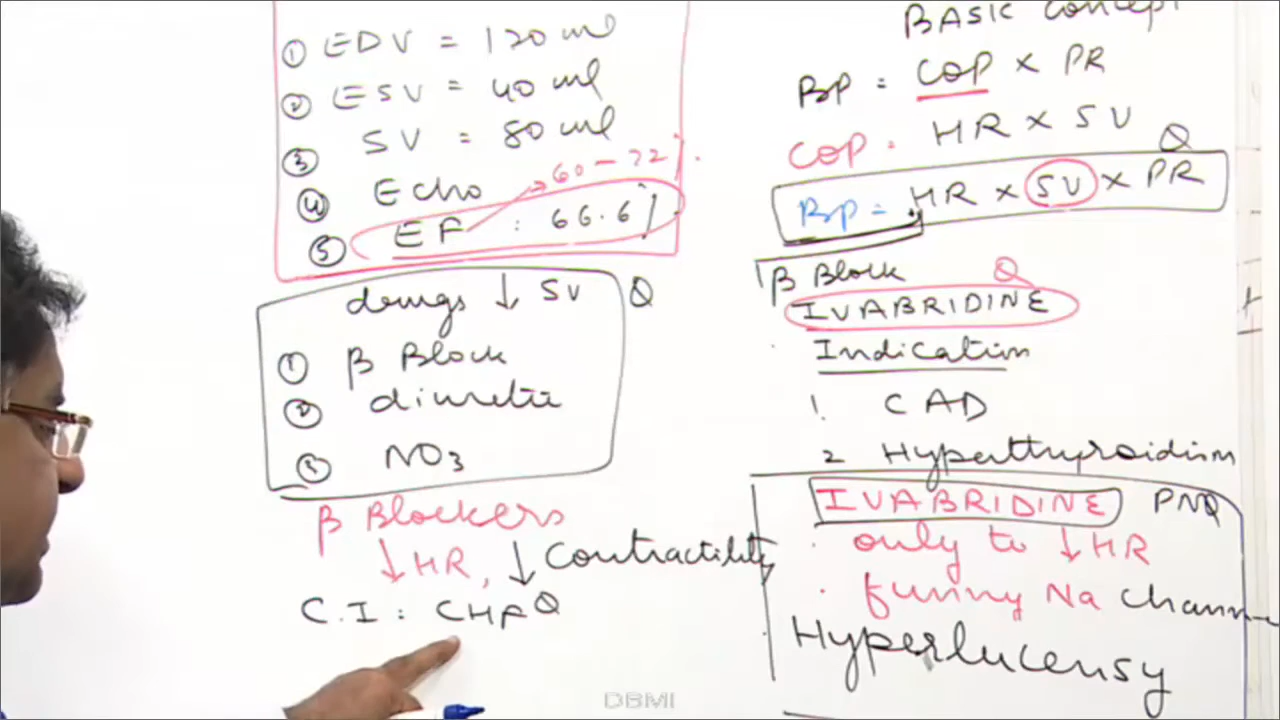 ① EDV = 120 ml
② ESV = 40 ml
③ SV = 80 ml
60-72%
④ Echo
⑤ EF : 66.6%
drugs ↓ SV Q
① β Block
② diuretic
③ NO3
β Blockers
↓ HR, ↓ Contractility
C.I : CHF Q
BASIC Concept
BP = COP × PR
COP = HR × SV
Q
BP = HR × SV × PR
β Block Q
IVABRIDINE
Indication
1. CAD
2 Hyperthyroidism
IVABRIDINE PNQ
. only to ↓ HR
. funny Na Channe
Hyperlucensy
DBMI